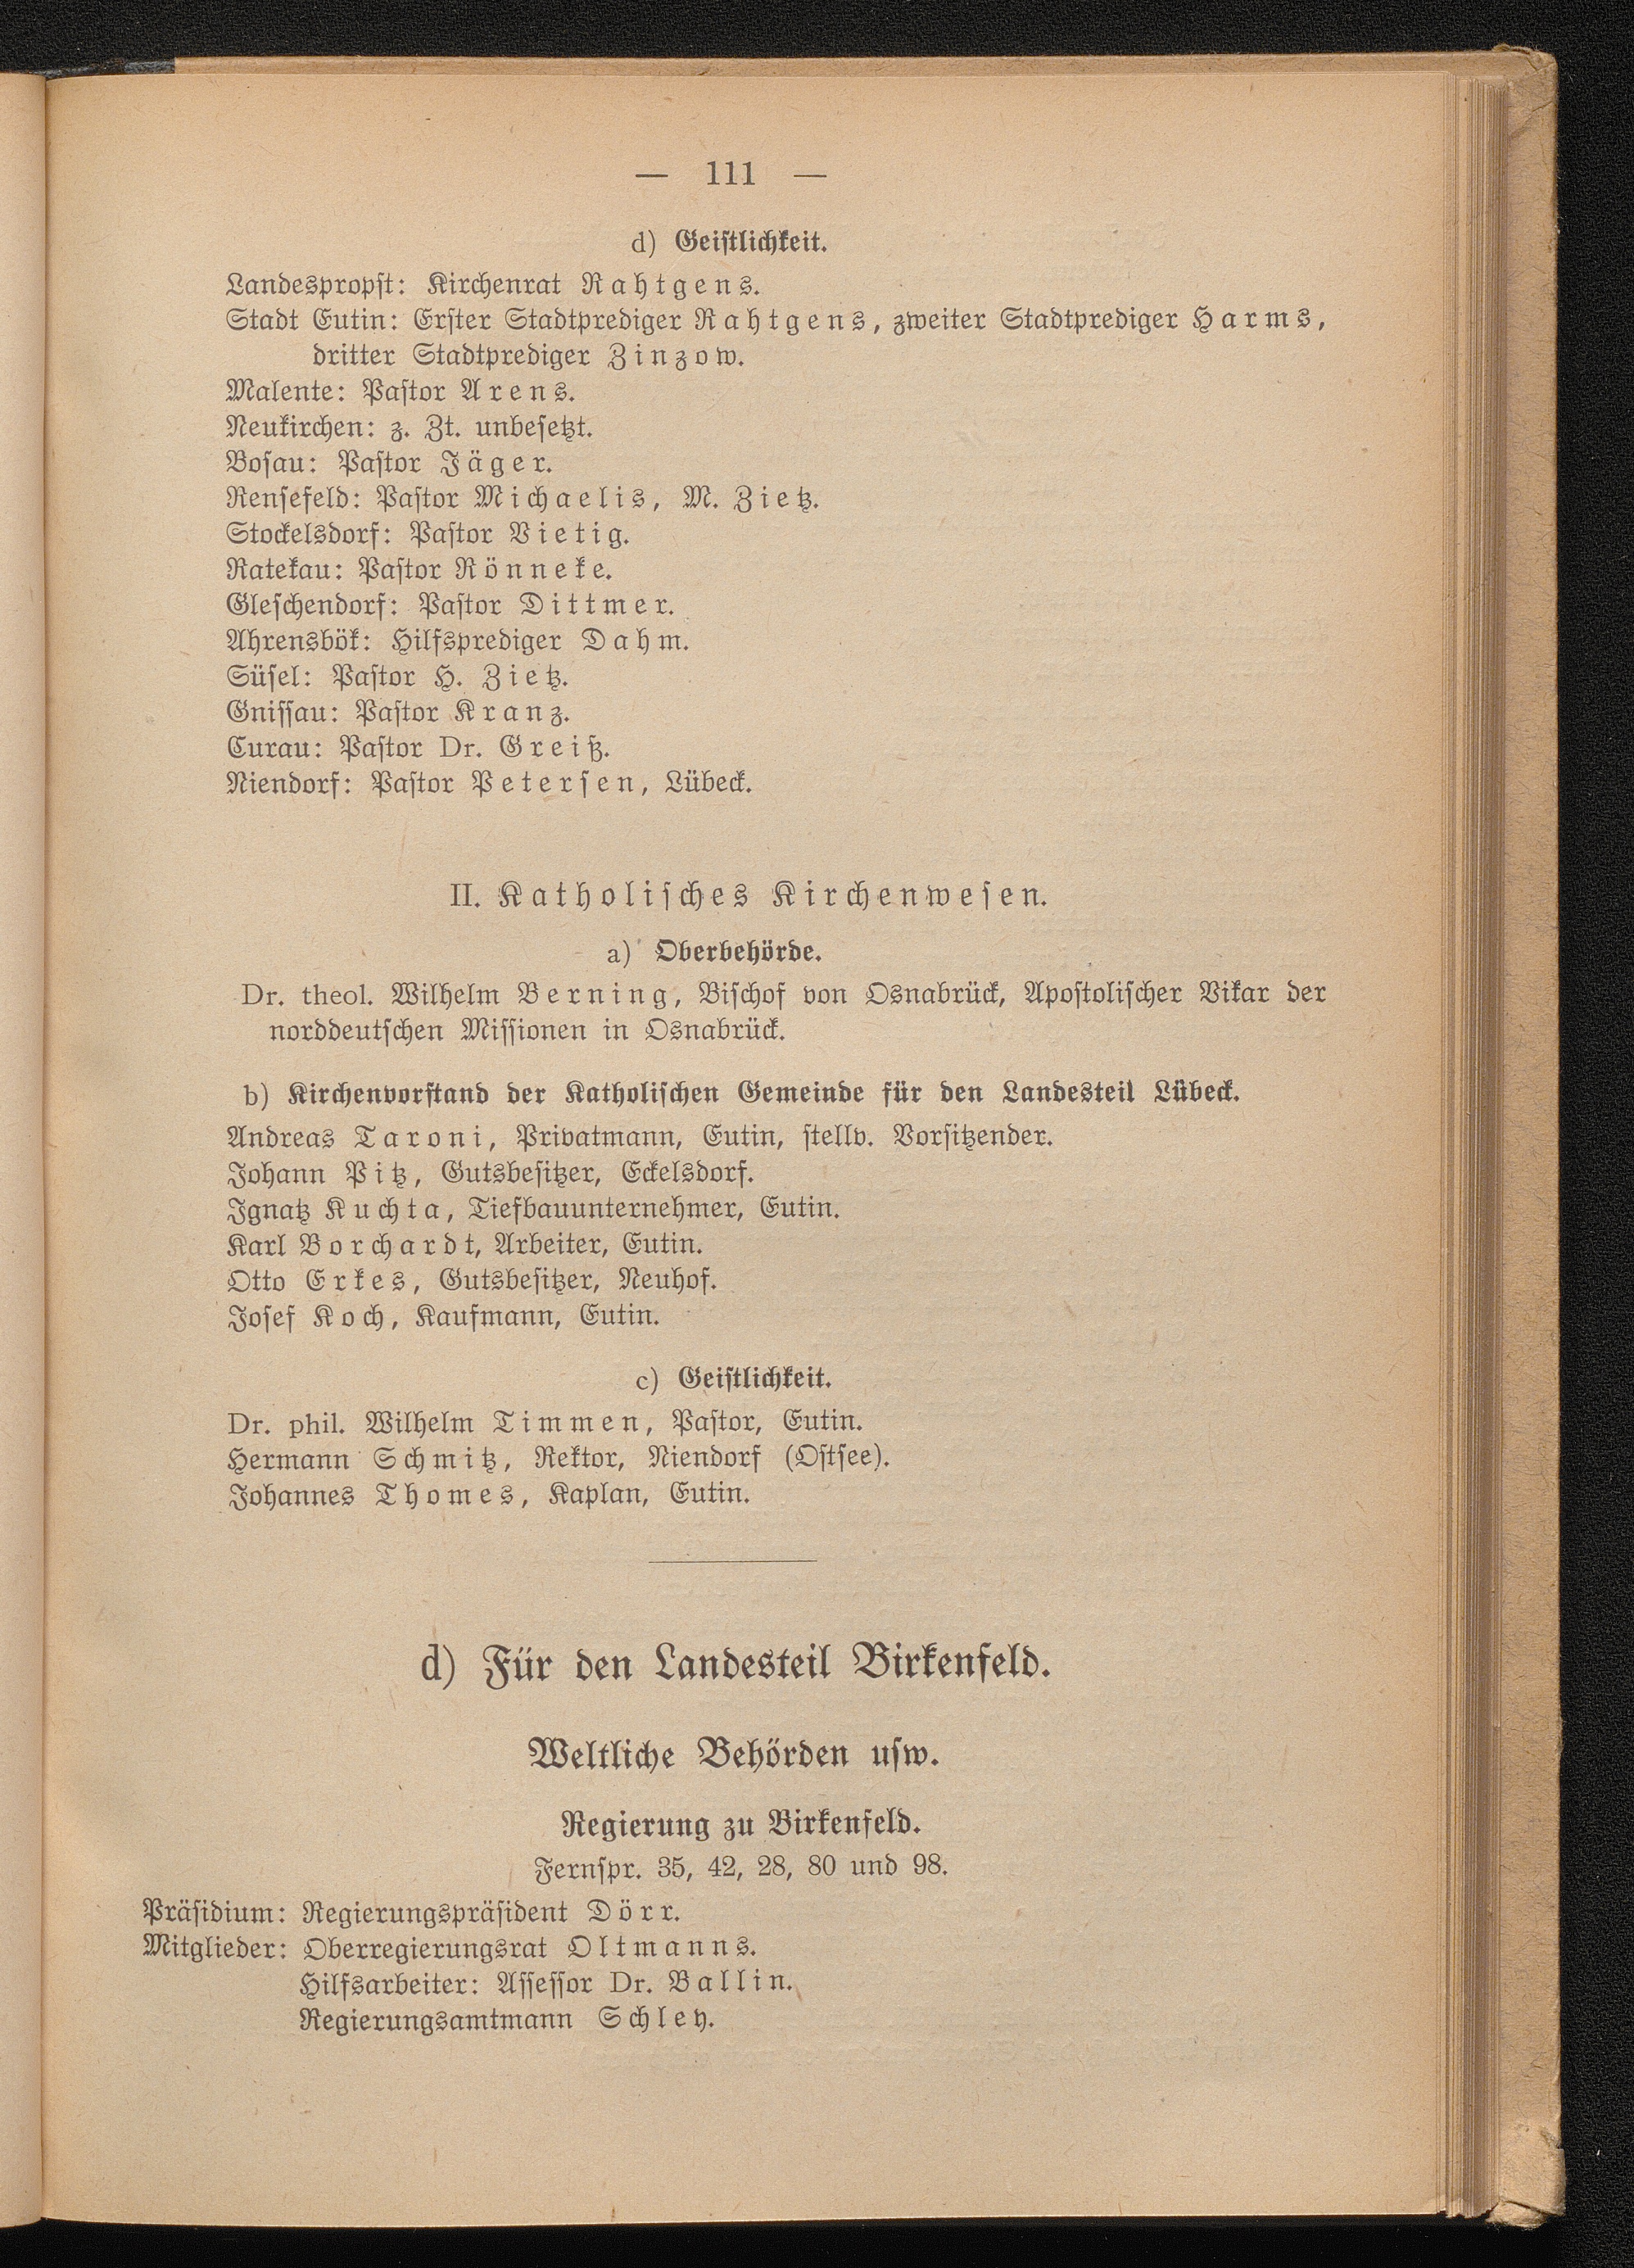 — 111 —
d) Geistlichkeit.
Landespropst: Kirchenrat Rahtgens.
Stadt Eutin: Erster Stadtprediger Rahtgens, zweiter Stadtprediger Harms,
dritter Stadtprediger Zinzow.
Malente: Pastor Arens.
Neukirchen: z. Zt. unbesetzt.
Bosau: Pastor Jäger.
Rensefeld: Pastor Michaelis, M. Zietz.
Stockelsdorf: Pastor Vietig.
Ratekau: Pastor Rönneke.
Gleschendorf: Pastor Dittmer.
Ahrensbök: Hilfsprediger Dahm.
Süsel: Pastor H. Zietz.
Gnissau: Pastor Kranz.
Curau: Pastor Dr. Greiß.
Niendorf: Pastor Petersen, Lübeck.
II. Katholisches Kirchenwesen.
a) Oberbehörde.
Dr. theol. Wilhelm Berning, Bischof von Osnabrück, Apostolischer Vikar der
norddeutschen Missionen in Osnabrück.
b) Kirchenvorstand der Katholischen Gemeinde für den Landesteil Lübeck.
Andreas Taroni, Privatmann, Eutin, stellv. Vorsitzender.
Johann Pitz, Gutsbesitzer, Eckelsdorf.
Ignatz Kuchta, Tiefbauunternehmer, Eutin.
Karl Borchardt, Arbeiter, Eutin.
Otto Erkes, Gutsbesitzer, Neuhof.
Josef Koch, Kaufmann, Eutin.
c) Geistlichkeit.
Dr. phil. Wilhelm Timmen, Pastor, Eutin.
Hermann Schmitz, Rektor, Niendorf (Ostsee).
Johannes Thomes, Kaplan, Eutin.
d) Für den Landesteil Birkenfeld.
Weltliche Behörden usw.
Regierung zu Birkenfeld.
Fernspr. 35, 42, 28, 80 und 98.
Präsidium: Regierungspräsident Dörr.
Mitglieder: Oberregierungsrat Oltmanns.
Hilfsarbeiter: Assessor Dr. Ballin.
Regierungsamtmann Schley.